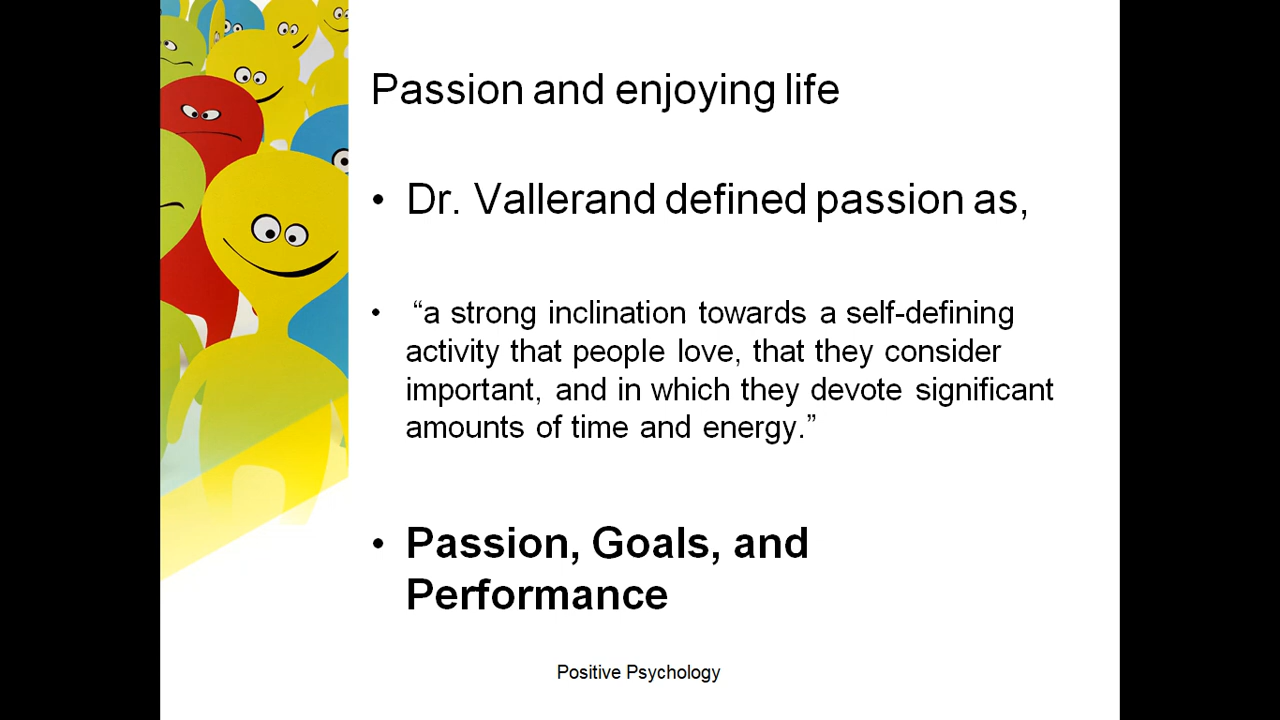 Passion and enjoying life
• Dr. Vallerand defined passion as,
• “a strong inclination towards a self-defining
activity that people love, that they consider
important, and in which they devote significant
amounts of time and energy.”
• Passion, Goals, and
Performance
Positive Psychology